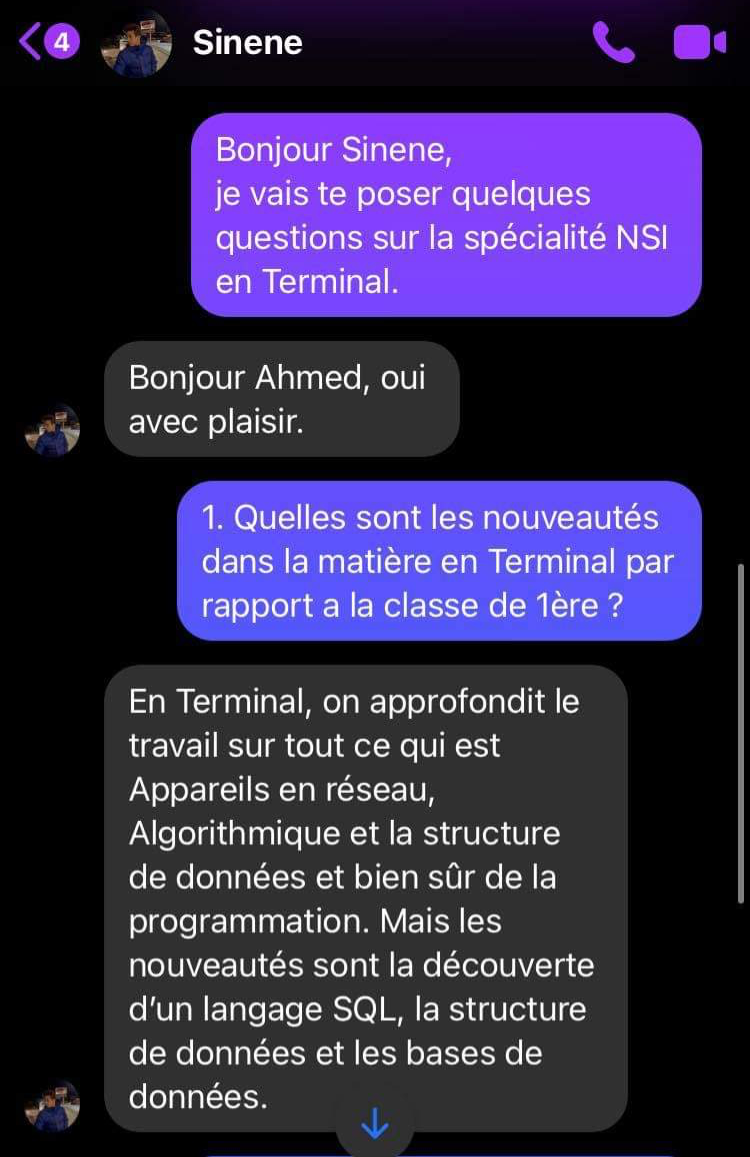 4
Sinene
Bonjour Sinene,
je vais te poser quelques
questions sur la spécialité NSI
en Terminal.
Bonjour Ahmed, oui
avec plaisir.
1. Quelles sont les nouveautés
dans la matière en Terminal par
rapport a la classe de 1ère ?
En Terminal, on approfondit le
travail sur tout ce qui est
Appareils en réseau,
Algorithmique et la structure
de données et bien sûr de la
programmation. Mais les
nouveautés sont la découverte
d’un langage SQL, la structure
de données et les bases de
données.